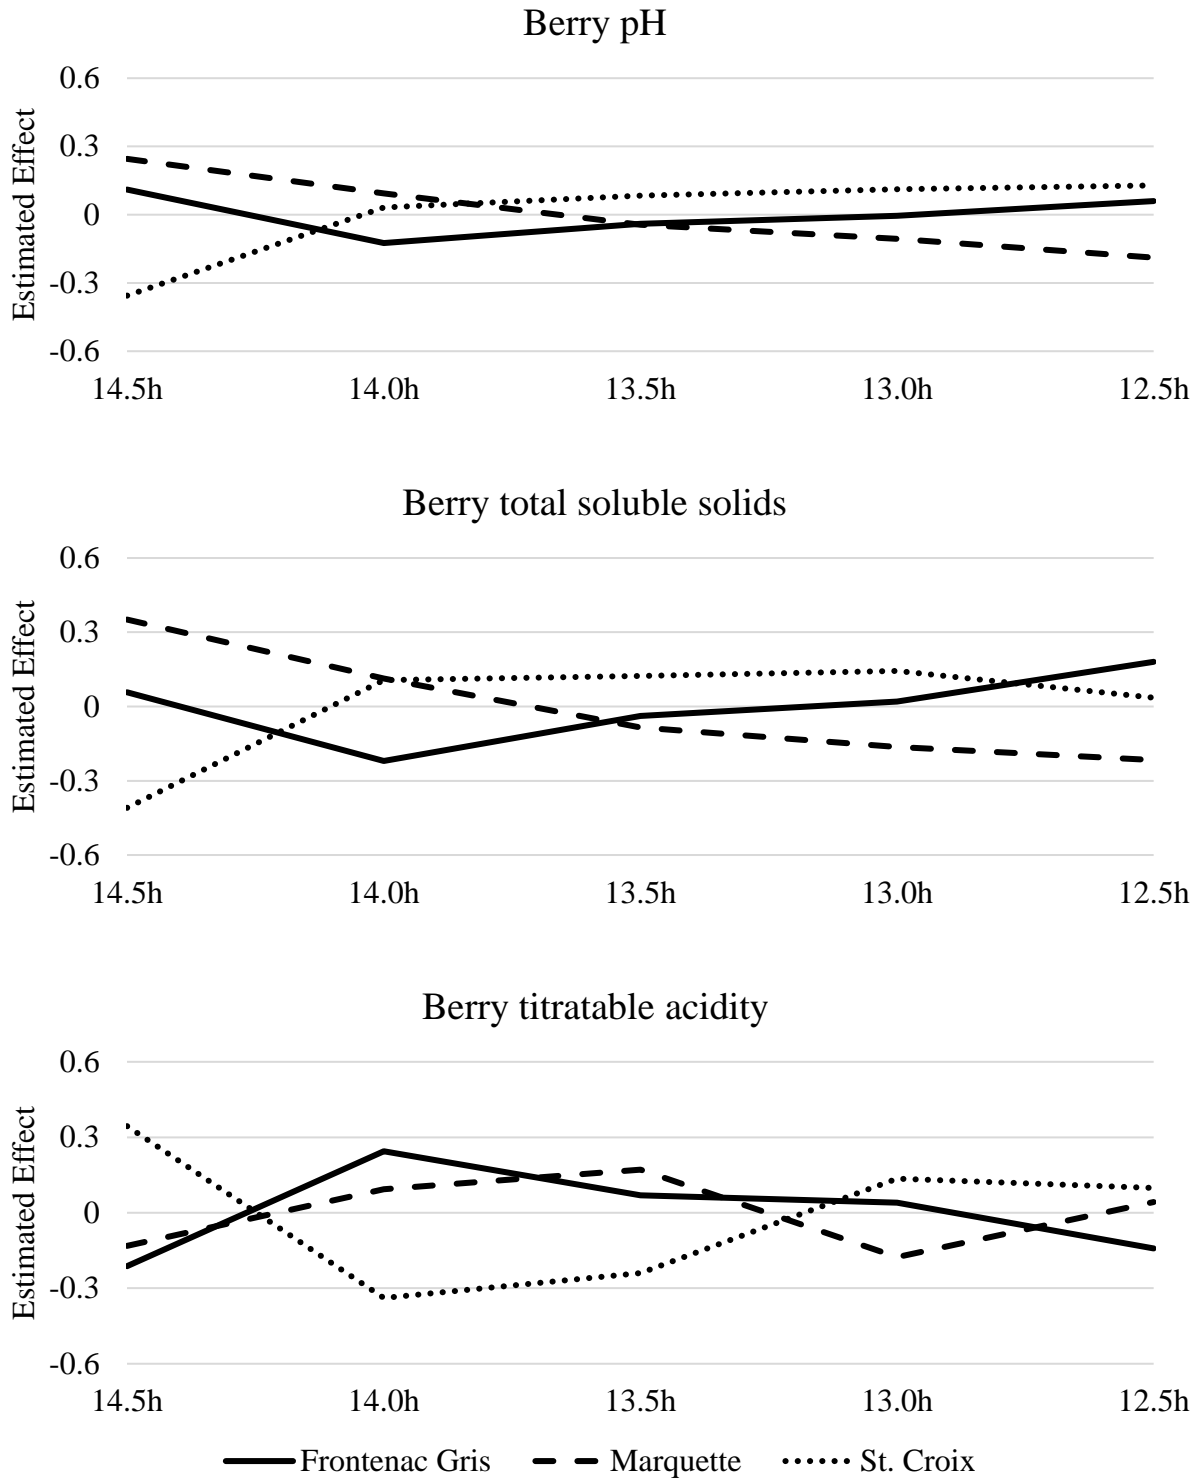 Berry pH
Estimated Effect
0.6
0.3
0
-0.3
-0.6
14.5h 14.0h 13.5h 13.0h 12.5h
Berry total soluble solids
Estimated Effect
0.6
0.3
0
-0.3
-0.6
14.5h 14.0h 13.5h 13.0h 12.5h
Berry titratable acidity
Estimated Effect
0.6
0.3
0
-0.3
-0.6
14.5h 14.0h 13.5h 13.0h 12.5h
Frontenac Gris Marquette St. Croix